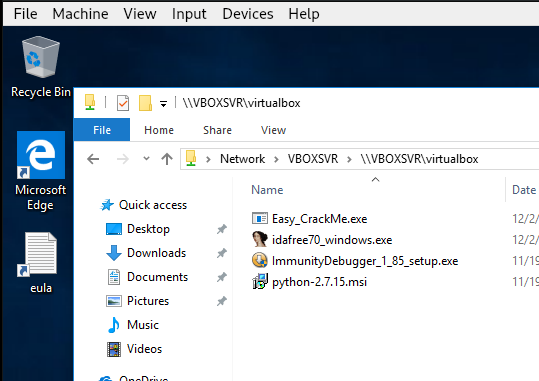 File Machine View Input Devices Help
Recycle Bin
\\VBOXSVR\virtualbox
File Home Share View
Network VBOXSVR \\VBOXSVR\virtualbox
Microsoft
Edge
eula
Quick access
Desktop
Downloads
Documents
Pictures
Music
Videos
OneDrive
Name Date
Easy_CrackMe.exe 12/2/
idafree70_windows.exe 12/2/
ImmunityDebugger_1_85_setup.exe 11/19
python-2.7.15.msi 11/19